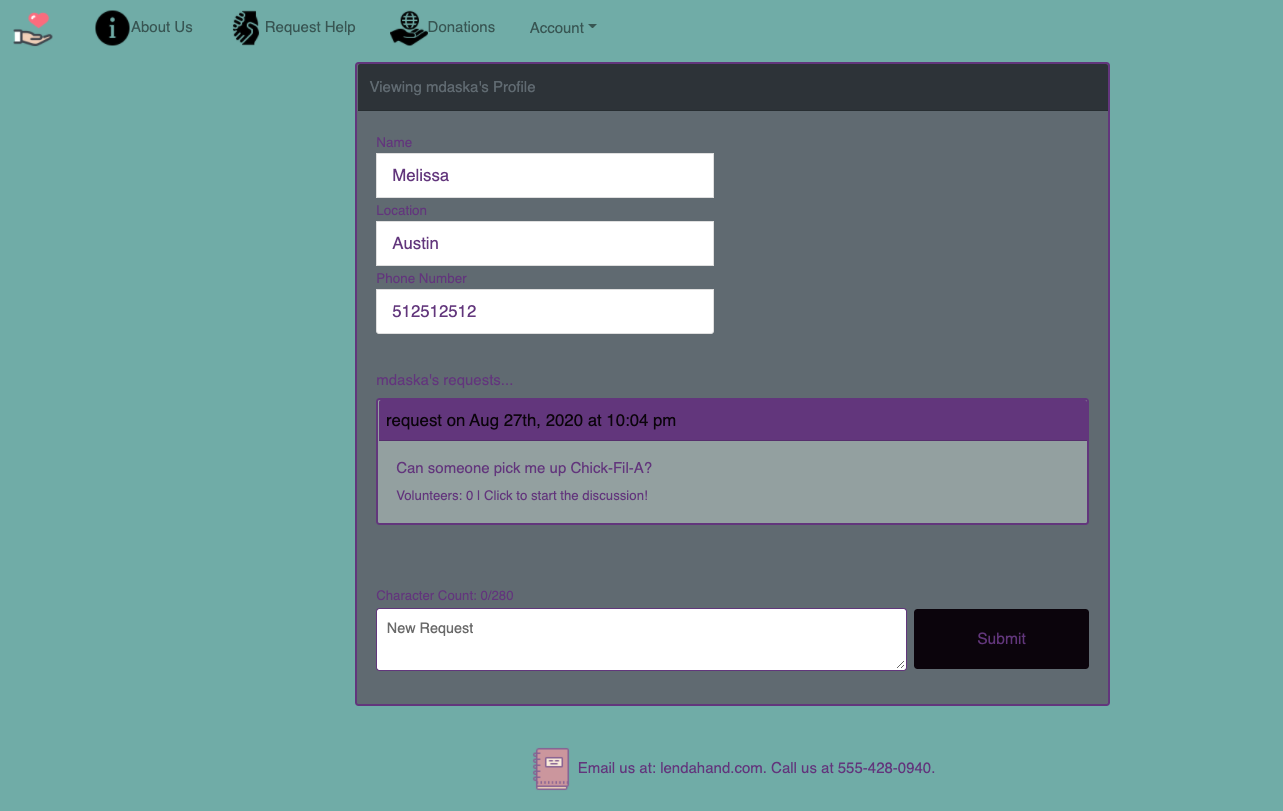 About Us Request Help Donations Account
Viewing mdaska's Profile
Name
Melissa
Location
Austin
Phone Number
512512512
mdaska's requests...
request on Aug 27th, 2020 at 10:04 pm
Can someone pick me up Chick-Fil-A?
Volunteers: 0 | Click to start the discussion!
Character Count: 0/280
New Request
Submit
Email us at: lendahand.com. Call us at 555-428-0940.